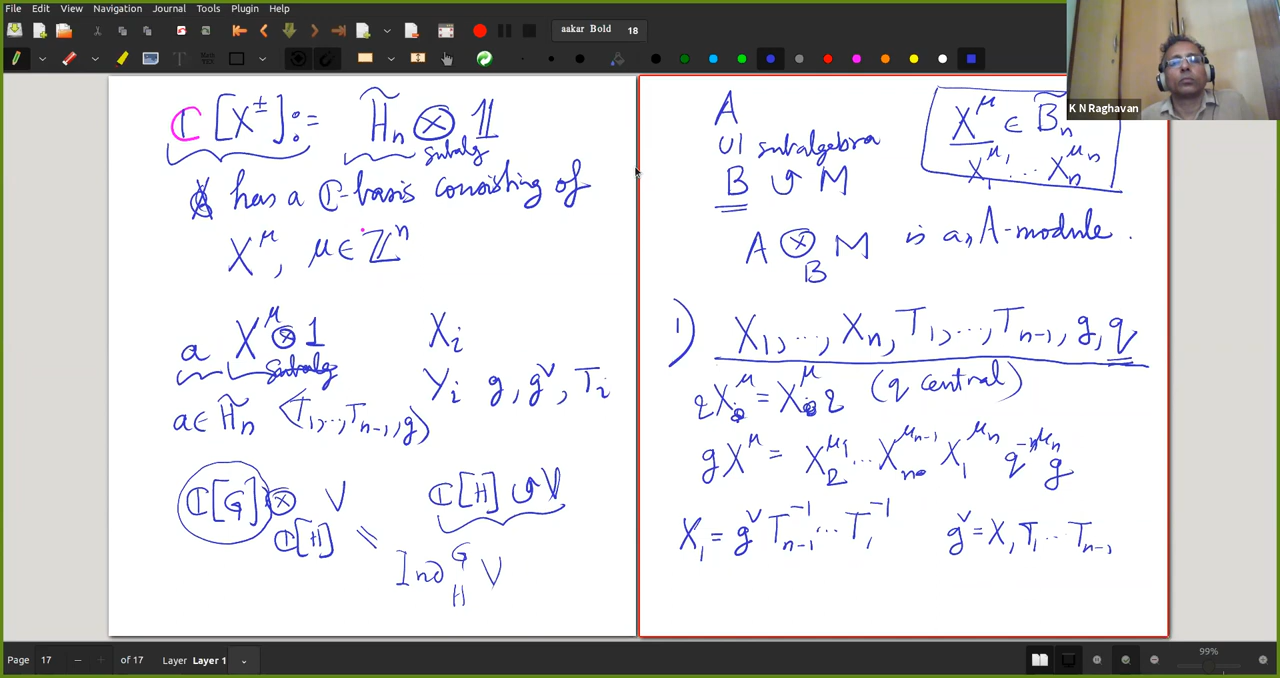 File Edit View Navigation Journal Tools Plugin Help
aakar Bold 18
K N Raghavan
ℂ[X^±] := H̃_n ⊗_{subalg} 𝟙
has a ℂ-basis consisting of
X^μ, μ ∈ ℤ^n
a X^μ ⊗ 1 X_i
a ∈ H̃_n ⟨T_1,...,T_{n-1}, g⟩ Y_i g, g^∨, T_i
ℂ[G] ⊗_{ℂ[H]} V ℂ[H] ↺ V
Ind_H^G V
A
∪| subalgebra
B ↺ M
A ⊗_B M is an A-module.
X^μ ∈ B̃_n
X_1^{μ_1} ... X_n^{μ_n}
1) X_1,..., X_n, T_1,..., T_{n-1}, g, q
q X^μ = X^μ q (q central)
g X^μ = X_2^{μ_1} ... X_n^{μ_{n-1}} X_1^{μ_n} q^{-nμ_n} g
X_1 = g^∨ T_{n-1}^{-1} ... T_1^{-1} g^∨ = X_1 T_1 ... T_{n-1}
Page 17 of 17 Layer Layer 1 99%